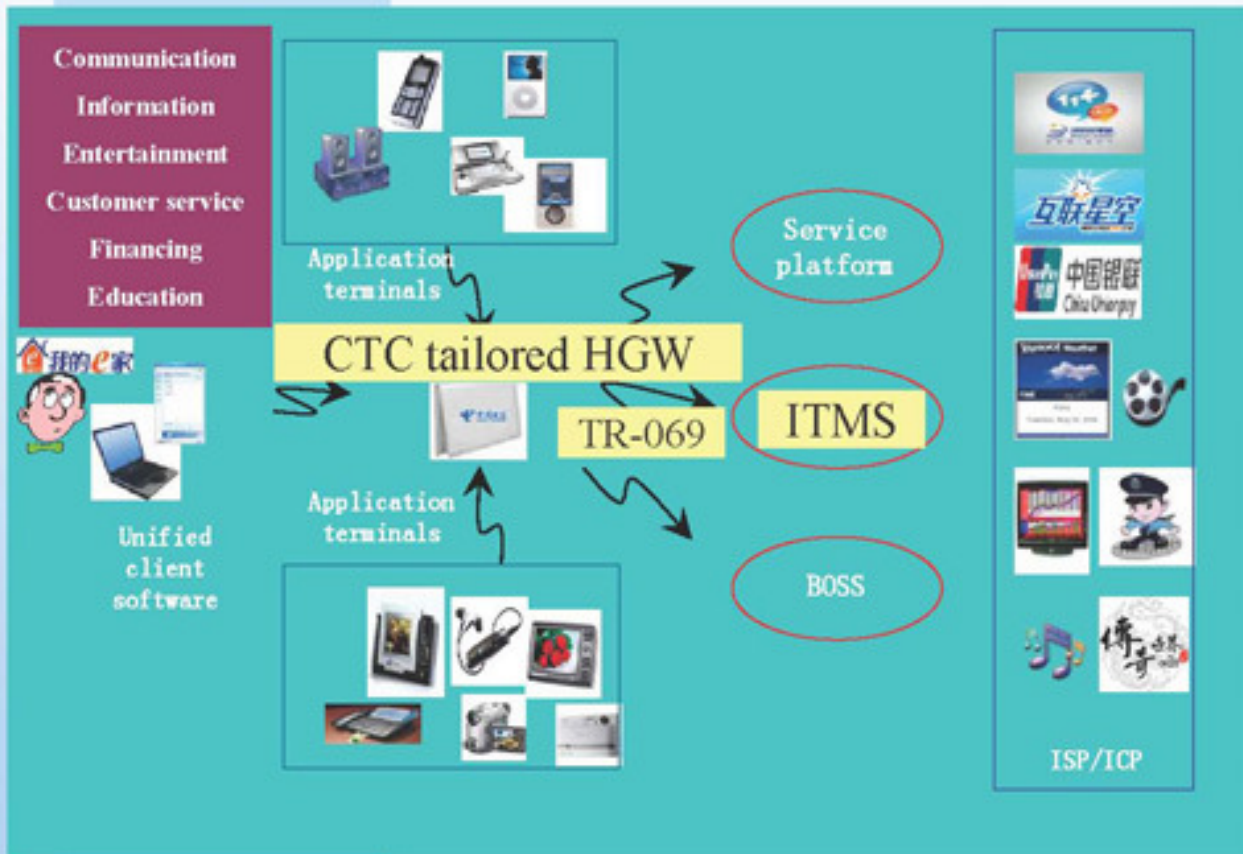 Communication
Information
Entertainment
Customer service
Financing
Education
我的e家
Unified
client
software
Application
terminals
CTC tailored HGW
TR-069
Application
terminals
Service
platform
ITMS
BOSS
互联星空
中国银联
China Unionpay
傳奇
ISP/ICP